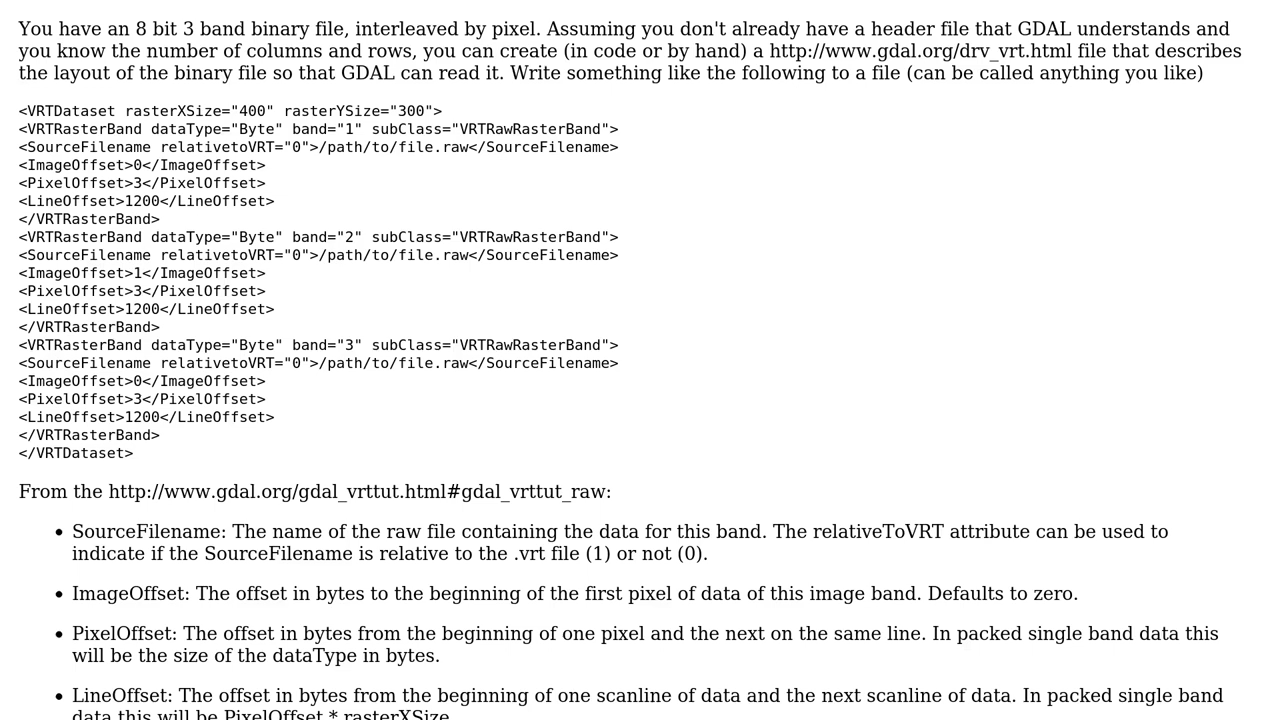 You have an 8 bit 3 band binary file, interleaved by pixel. Assuming you don't already have a header file that GDAL understands and
you know the number of columns and rows, you can create (in code or by hand) a http://www.gdal.org/drv_vrt.html file that describes
the layout of the binary file so that GDAL can read it. Write something like the following to a file (can be called anything you like)
<VRTDataset rasterXSize="400" rasterYSize="300">
<VRTRasterBand dataType="Byte" band="1" subClass="VRTRawRasterBand">
<SourceFilename relativetoVRT="0">/path/to/file.raw</SourceFilename>
<ImageOffset>0</ImageOffset>
<PixelOffset>3</PixelOffset>
<LineOffset>1200</LineOffset>
</VRTRasterBand>
<VRTRasterBand dataType="Byte" band="2" subClass="VRTRawRasterBand">
<SourceFilename relativetoVRT="0">/path/to/file.raw</SourceFilename>
<ImageOffset>1</ImageOffset>
<PixelOffset>3</PixelOffset>
<LineOffset>1200</LineOffset>
</VRTRasterBand>
<VRTRasterBand dataType="Byte" band="3" subClass="VRTRawRasterBand">
<SourceFilename relativetoVRT="0">/path/to/file.raw</SourceFilename>
<ImageOffset>0</ImageOffset>
<PixelOffset>3</PixelOffset>
<LineOffset>1200</LineOffset>
</VRTRasterBand>
</VRTDataset>
From the http://www.gdal.org/gdal_vrttut.html#gdal_vrttut_raw:
• SourceFilename: The name of the raw file containing the data for this band. The relativeToVRT attribute can be used to
indicate if the SourceFilename is relative to the .vrt file (1) or not (0).
• ImageOffset: The offset in bytes to the beginning of the first pixel of data of this image band. Defaults to zero.
• PixelOffset: The offset in bytes from the beginning of one pixel and the next on the same line. In packed single band data this
will be the size of the dataType in bytes.
• LineOffset: The offset in bytes from the beginning of one scanline of data and the next scanline of data. In packed single band
data this will be PixelOffset * rasterXSize.